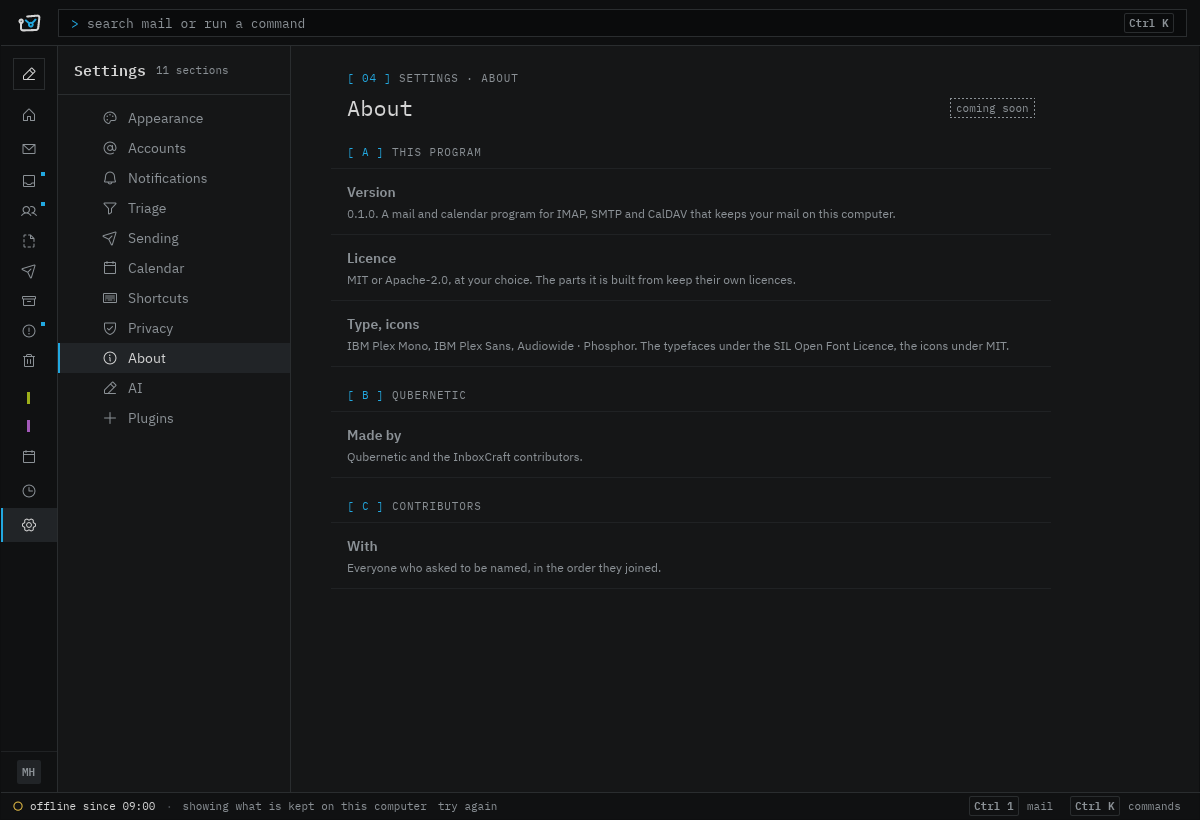 > search mail or run a command
Ctrl K
Settings 11 sections
Appearance
Accounts
Notifications
Triage
Sending
Calendar
Shortcuts
Privacy
About
AI
Plugins
[ 04 ] SETTINGS · ABOUT
About
coming soon
[ A ] THIS PROGRAM
Version
0.1.0. A mail and calendar program for IMAP, SMTP and CalDAV that keeps your mail on this computer.
Licence
MIT or Apache-2.0, at your choice. The parts it is built from keep their own licences.
Type, icons
IBM Plex Mono, IBM Plex Sans, Audiowide · Phosphor. The typefaces under the SIL Open Font Licence, the icons under MIT.
[ B ] QUBERNETIC
Made by
Qubernetic and the InboxCraft contributors.
[ C ] CONTRIBUTORS
With
Everyone who asked to be named, in the order they joined.
MH
offline since 09:00 · showing what is kept on this computer try again
Ctrl 1 mail Ctrl K commands